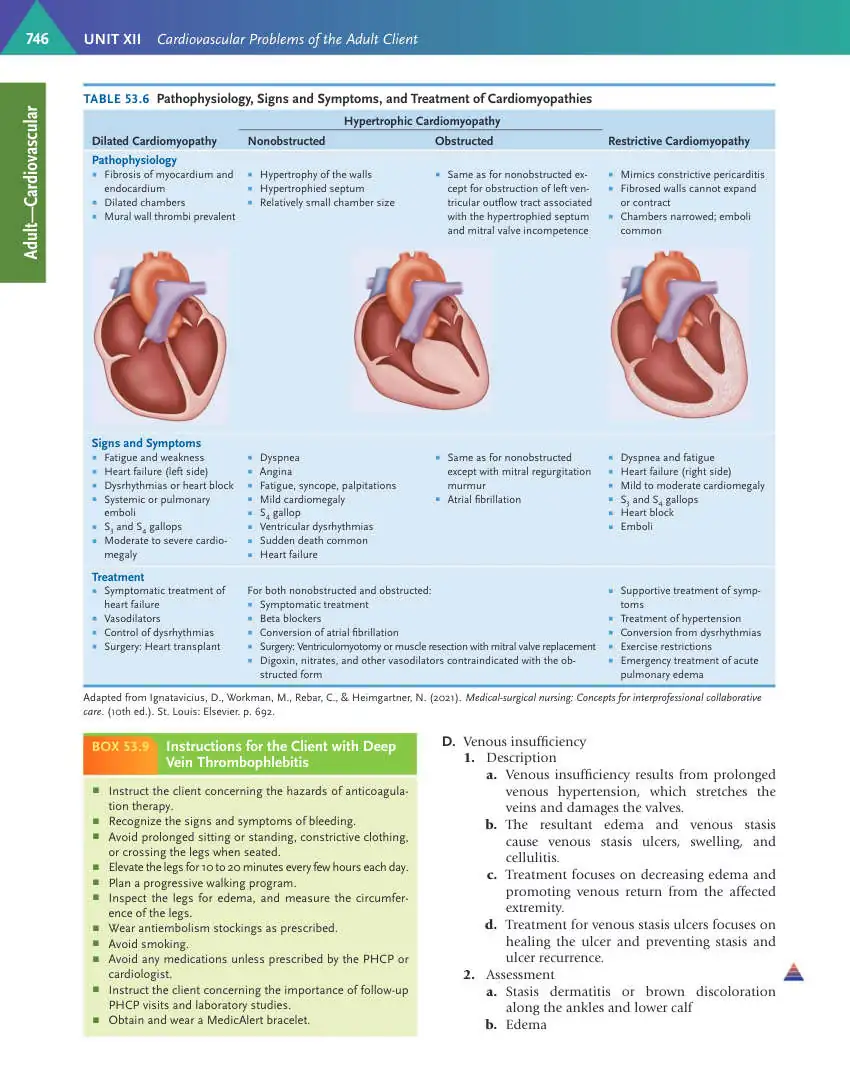 746
UNIT XII Cardiovascular Problems of the Adult Client
Adult—Cardiovascular
TABLE 53.6 Pathophysiology, Signs and Symptoms, and Treatment of Cardiomyopathies
Hypertrophic Cardiomyopathy
Dilated Cardiomyopathy
Nonobstructed
Obstructed
Restrictive Cardiomyopathy
Pathophysiology
▪ Fibrosis of myocardium and
endocardium
▪ Dilated chambers
▪ Mural wall thrombi prevalent
▪ Hypertrophy of the walls
▪ Hypertrophied septum
▪ Relatively small chamber size
▪ Same as for nonobstructed ex-
cept for obstruction of left ven-
tricular outflow tract associated
with the hypertrophied septum
and mitral valve incompetence
▪ Mimics constrictive pericarditis
▪ Fibrosed walls cannot expand
or contract
▪ Chambers narrowed; emboli
common
Signs and Symptoms
▪ Fatigue and weakness
▪ Heart failure (left side)
▪ Dysrhythmias or heart block
▪ Systemic or pulmonary
emboli
▪ S3 and S4 gallops
▪ Moderate to severe cardio-
megaly
▪ Dyspnea
▪ Angina
▪ Fatigue, syncope, palpitations
▪ Mild cardiomegaly
▪ S4 gallop
▪ Ventricular dysrhythmias
▪ Sudden death common
▪ Heart failure
▪ Same as for nonobstructed
except with mitral regurgitation
murmur
▪ Atrial fibrillation
▪ Dyspnea and fatigue
▪ Heart failure (right side)
▪ Mild to moderate cardiomegaly
▪ S3 and S4 gallops
▪ Heart block
▪ Emboli
Treatment
▪ Symptomatic treatment of
heart failure
▪ Vasodilators
▪ Control of dysrhythmias
▪ Surgery: Heart transplant
For both nonobstructed and obstructed:
▪ Symptomatic treatment
▪ Beta blockers
▪ Conversion of atrial fibrillation
▪ Surgery: Ventriculomyotomy or muscle resection with mitral valve replacement
▪ Digoxin, nitrates, and other vasodilators contraindicated with the ob-
structed form
▪ Supportive treatment of symp-
toms
▪ Treatment of hypertension
▪ Conversion from dysrhythmias
▪ Exercise restrictions
▪ Emergency treatment of acute
pulmonary edema
Adapted from Ignatavicius, D., Workman, M., Rebar, C., & Heimgartner, N. (2021). Medical-surgical nursing: Concepts for interprofessional collaborative
care. (10th ed.). St. Louis: Elsevier. p. 692.
BOX 53.9 Instructions for the Client with Deep
Vein Thrombophlebitis
▪ Instruct the client concerning the hazards of anticoagula-
tion therapy.
▪ Recognize the signs and symptoms of bleeding.
▪ Avoid prolonged sitting or standing, constrictive clothing,
or crossing the legs when seated.
▪ Elevate the legs for 10 to 20 minutes every few hours each day.
▪ Plan a progressive walking program.
▪ Inspect the legs for edema, and measure the circumfer-
ence of the legs.
▪ Wear antiembolism stockings as prescribed.
▪ Avoid smoking.
▪ Avoid any medications unless prescribed by the PHCP or
cardiologist.
▪ Instruct the client concerning the importance of follow-up
PHCP visits and laboratory studies.
▪ Obtain and wear a MedicAlert bracelet.
D. Venous insufficiency
1. Description
a. Venous insufficiency results from prolonged
venous hypertension, which stretches the
veins and damages the valves.
b. The resultant edema and venous stasis
cause venous stasis ulcers, swelling, and
cellulitis.
c. Treatment focuses on decreasing edema and
promoting venous return from the affected
extremity.
d. Treatment for venous stasis ulcers focuses on
healing the ulcer and preventing stasis and
ulcer recurrence.
2. Assessment
a. Stasis dermatitis or brown discoloration
along the ankles and lower calf
b. Edema